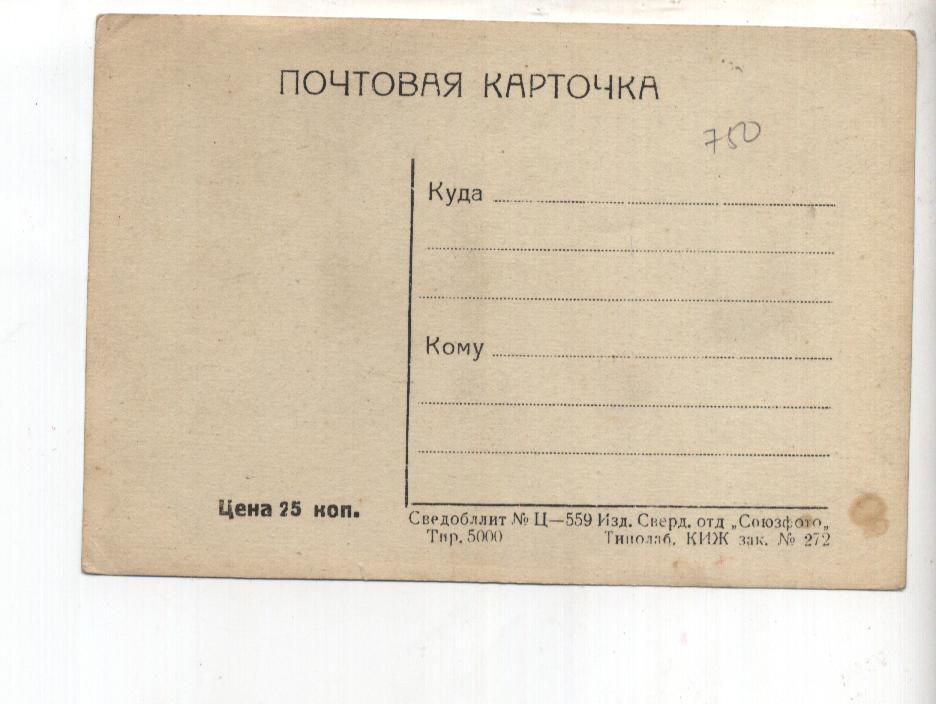 ПОЧТОВАЯ КАРТОЧКА
750
Куда
Кому
Цена 25 коп.
Сведобллит № Ц—559 Изд. Сверд. отд „Союзфото„
Тир. 5000 Типолаб. КИЖ зак. № 272